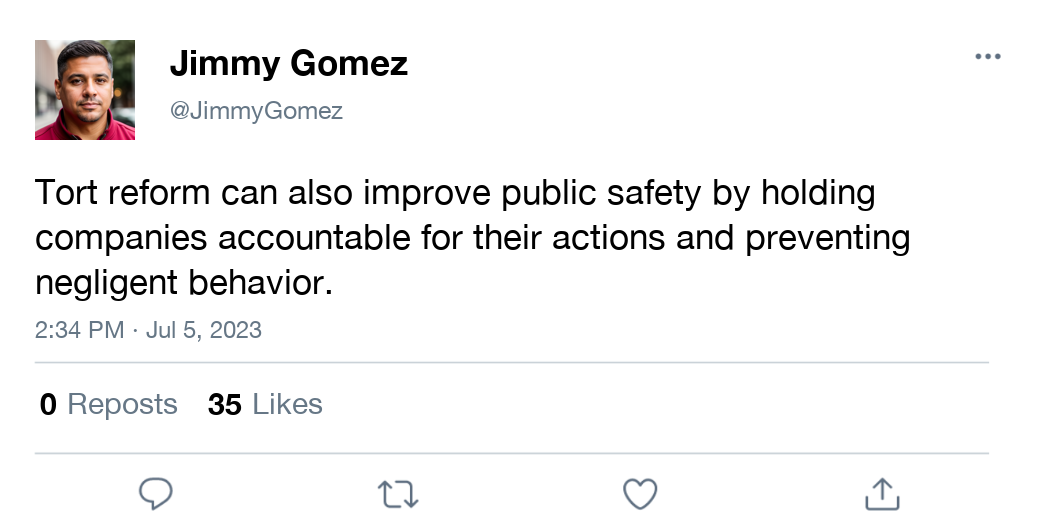 Jimmy Gomez
@JimmyGomez
Tort reform can also improve public safety by holding
companies accountable for their actions and preventing
negligent behavior.
2:34 PM · Jul 5, 2023
0 Reposts 35 Likes